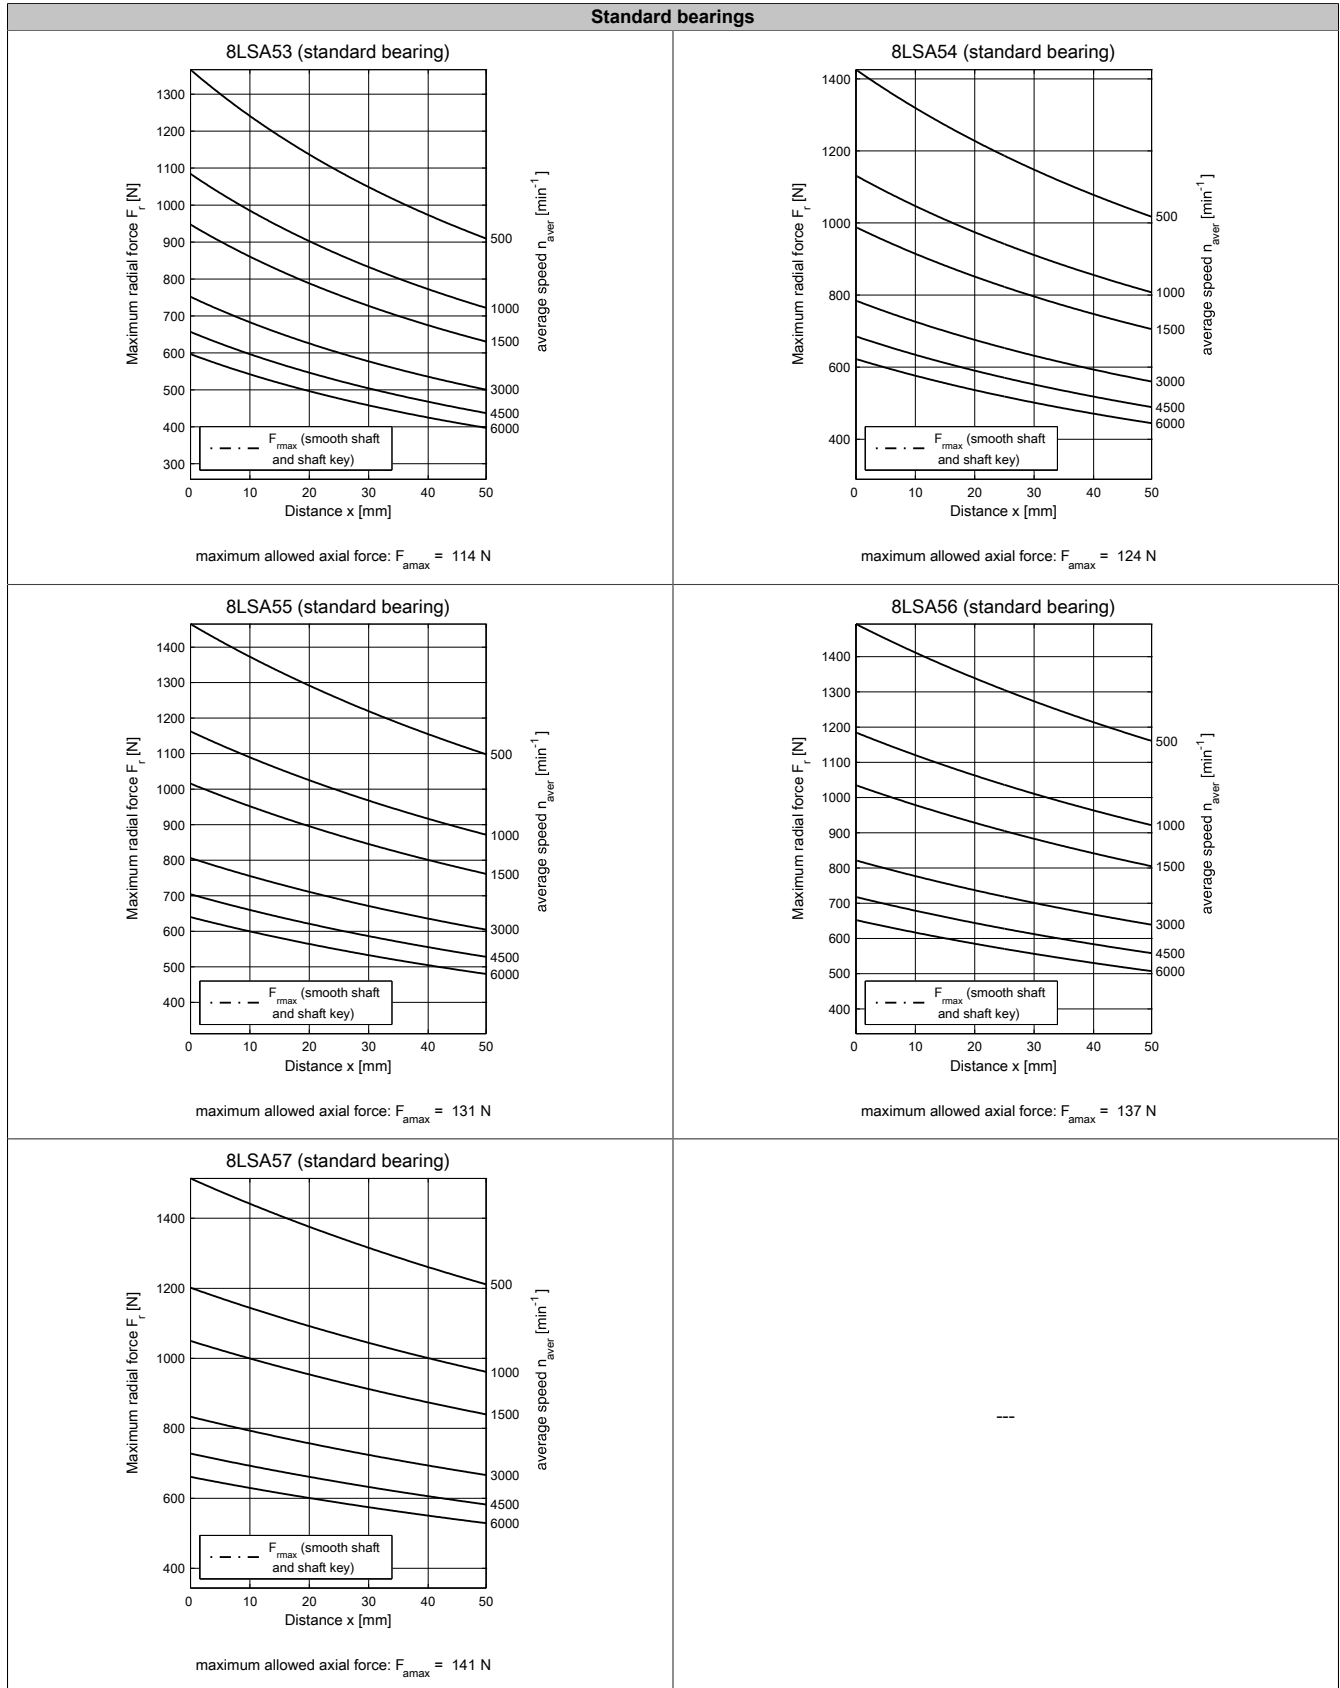 Standard bearings
8LSA53 (standard bearing)
1300
1200
1100
1000
900
800
700
600
500
400
300
Maximum radial force F_r [N]
500
1000
1500
3000
4500
6000
average speed n_aver [min^-1]
F_rmax (smooth shaft
and shaft key)
0 10 20 30 40 50
Distance x [mm]
maximum allowed axial force: F_amax = 114 N
8LSA54 (standard bearing)
1400
1200
1000
800
600
400
Maximum radial force F_r [N]
500
1000
1500
3000
4500
6000
average speed n_aver [min^-1]
F_rmax (smooth shaft
and shaft key)
0 10 20 30 40 50
Distance x [mm]
maximum allowed axial force: F_amax = 124 N
8LSA55 (standard bearing)
1400
1300
1200
1100
1000
900
800
700
600
500
400
Maximum radial force F_r [N]
500
1000
1500
3000
4500
6000
average speed n_aver [min^-1]
F_rmax (smooth shaft
and shaft key)
0 10 20 30 40 50
Distance x [mm]
maximum allowed axial force: F_amax = 131 N
8LSA56 (standard bearing)
1400
1300
1200
1100
1000
900
800
700
600
500
400
Maximum radial force F_r [N]
500
1000
1500
3000
4500
6000
average speed n_aver [min^-1]
F_rmax (smooth shaft
and shaft key)
0 10 20 30 40 50
Distance x [mm]
maximum allowed axial force: F_amax = 137 N
8LSA57 (standard bearing)
1400
1200
1000
800
600
400
Maximum radial force F_r [N]
500
1000
1500
3000
4500
6000
average speed n_aver [min^-1]
F_rmax (smooth shaft
and shaft key)
0 10 20 30 40 50
Distance x [mm]
maximum allowed axial force: F_amax = 141 N
---